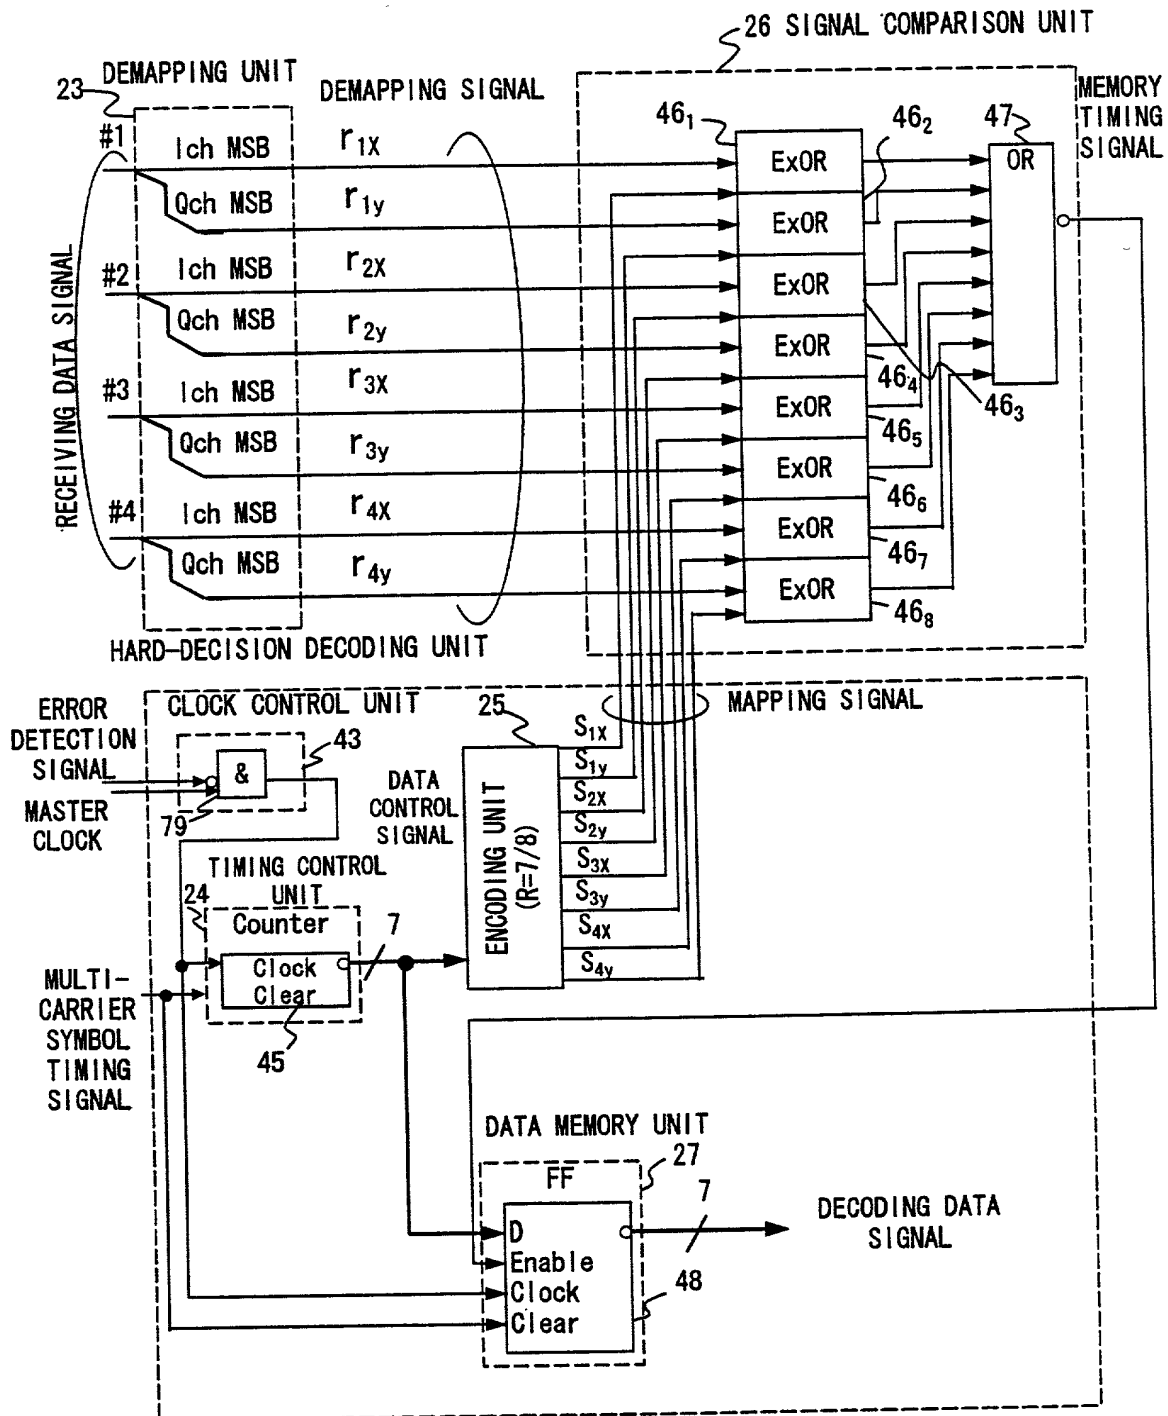 26 SIGNAL COMPARISON UNIT
DEMAPPING UNIT
23
DEMAPPING SIGNAL
MEMORY
TIMING
SIGNAL
RECEIVING DATA SIGNAL
#1
Ich MSB
r1X
Qch MSB
r1y
#2
Ich MSB
r2X
Qch MSB
r2y
#3
Ich MSB
r3X
Qch MSB
r3y
#4
Ich MSB
r4X
Qch MSB
r4y
46₁
46₂
47
ExOR
OR
ExOR
ExOR
ExOR
46₄
ExOR
46₃
46₅
ExOR
46₆
ExOR
46₇
ExOR
46₈
HARD-DECISION DECODING UNIT
MAPPING SIGNAL
CLOCK CONTROL UNIT
ERROR
DETECTION
SIGNAL
MASTER
CLOCK
&
43
79
25
DATA
CONTROL
SIGNAL
ENCODING UNIT
(R=7/8)
S1X
S1y
S2X
S2y
S3X
S3y
S4X
S4y
TIMING CONTROL
UNIT
24
Counter
Clock
Clear
7
45
MULTI-
CARRIER
SYMBOL
TIMING
SIGNAL
DATA MEMORY UNIT
27
FF
D
Enable
Clock
Clear
7
48
DECODING DATA
SIGNAL